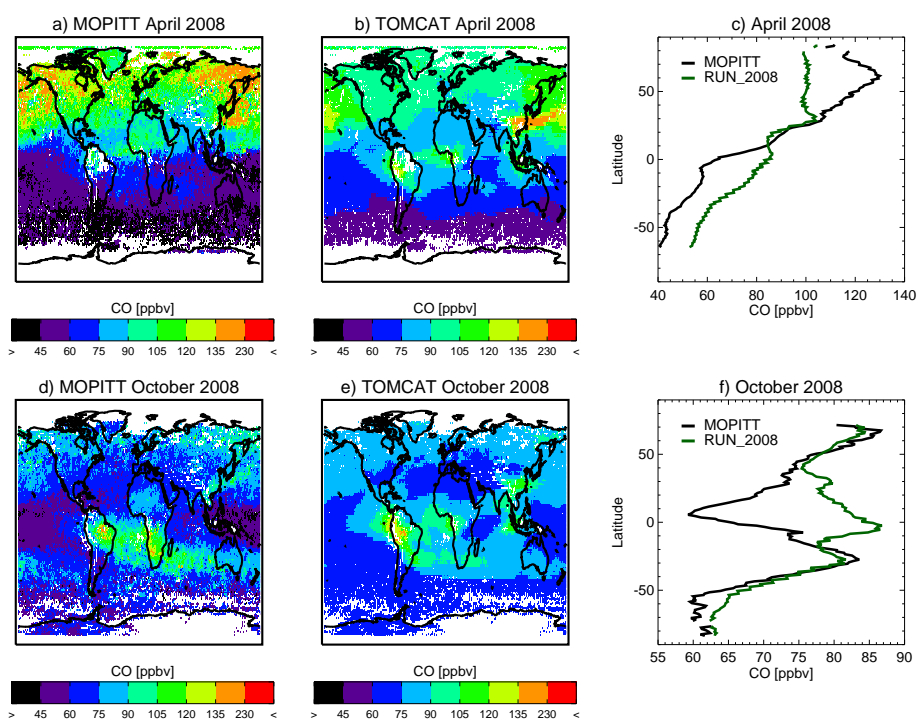 a) MOPITT April 2008
b) TOMCAT April 2008
c) April 2008
MOPITT
RUN_2008
50
0
-50
Latitude
40 60 80 100 120 140
CO [ppbv]
CO [ppbv]
> 45 60 75 90 105 120 135 230 <
CO [ppbv]
> 45 60 75 90 105 120 135 230 <
d) MOPITT October 2008
e) TOMCAT October 2008
f) October 2008
MOPITT
RUN_2008
50
0
-50
Latitude
55 60 65 70 75 80 85 90
CO [ppbv]
CO [ppbv]
> 45 60 75 90 105 120 135 230 <
CO [ppbv]
> 45 60 75 90 105 120 135 230 <